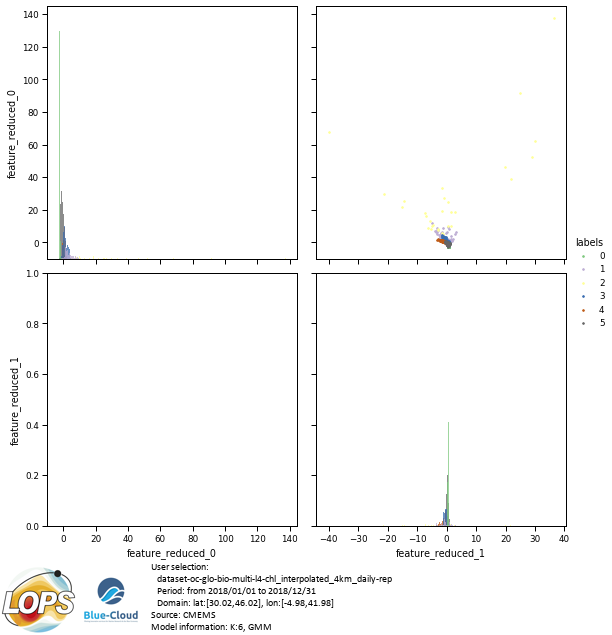 140
120
100
80
60
40
20
0
feature_reduced_0
labels
0
1
2
3
4
5
1.0
0.8
0.6
0.4
0.2
0.0
feature_reduced_1
0 20 40 60 80 100 120 140
feature_reduced_0
−40 −30 −20 −10 0 10 20 30 40
feature_reduced_1
LOPS
Blue-Cloud
User selection:
dataset-oc-glo-bio-multi-l4-chl_interpolated_4km_daily-rep
Period: from 2018/01/01 to 2018/12/31
Domain: lat:[30.02,46.02], lon:[-4.98,41.98]
Source: CMEMS
Model information: K:6, GMM